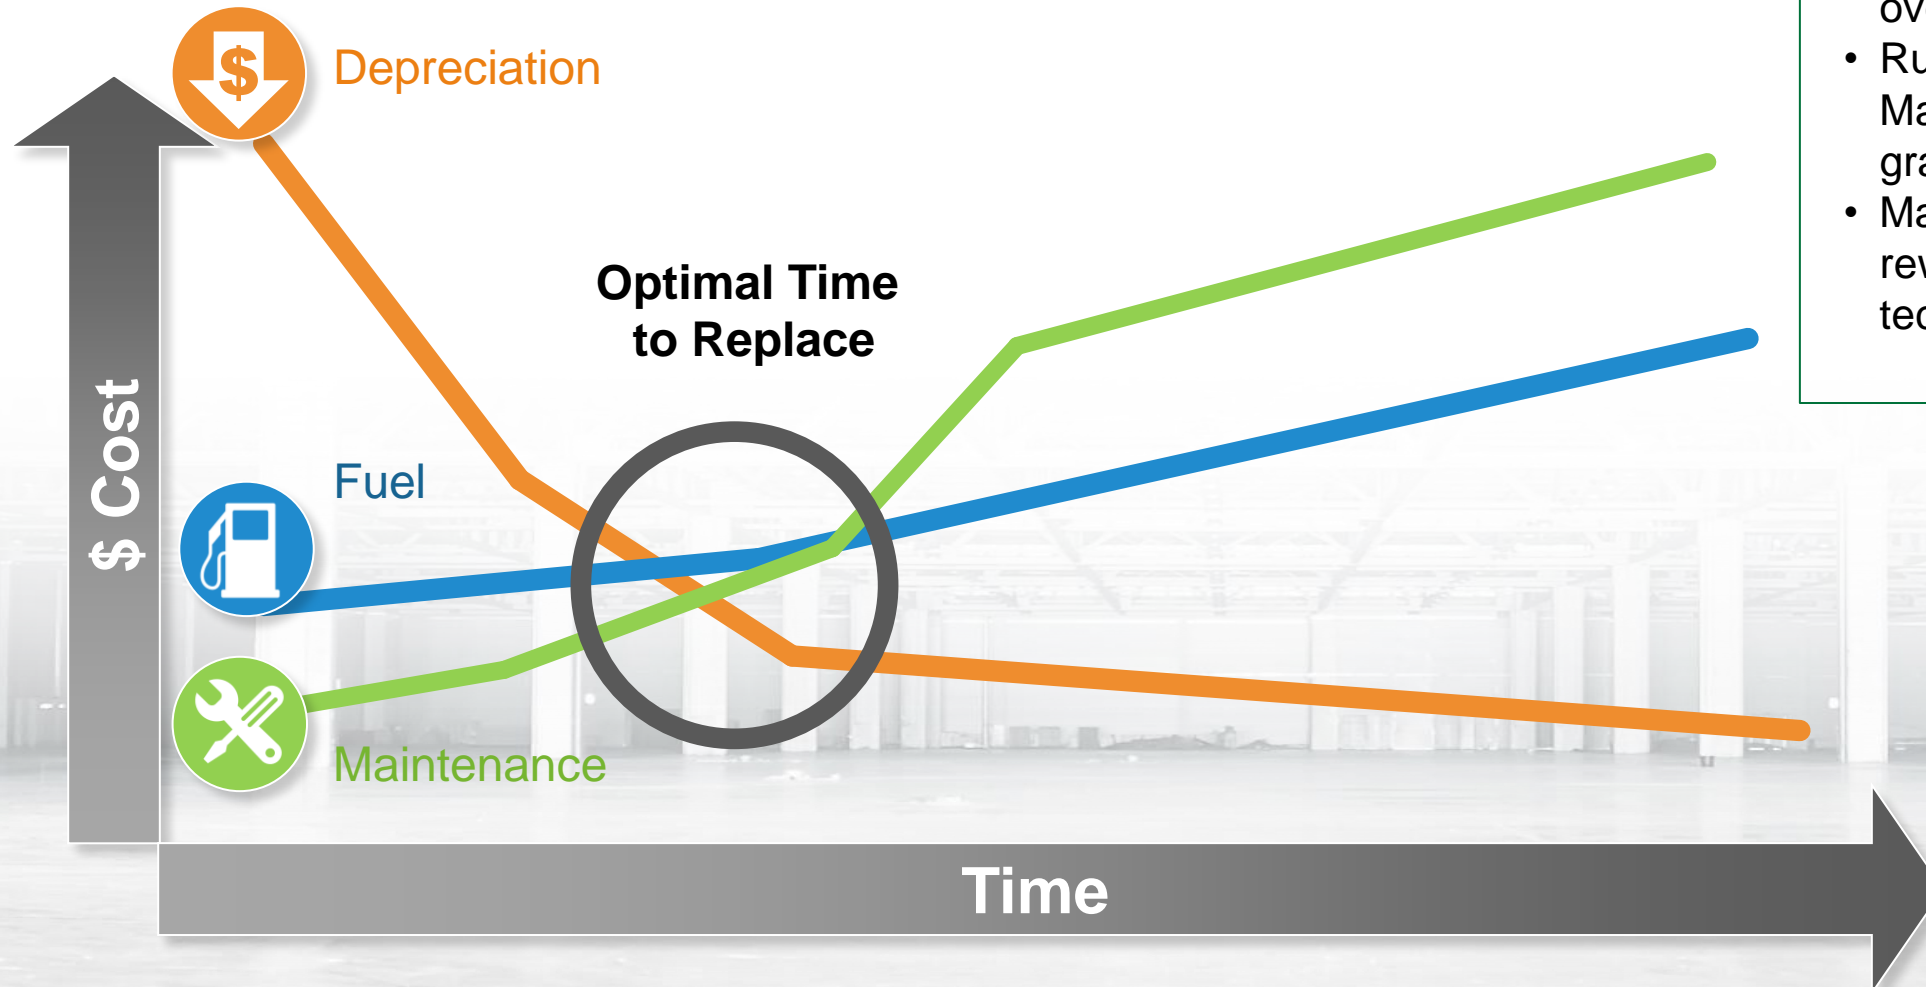 $
Depreciation
Optimal Time
to Replace
$ Cost
Fuel
Maintenance
Time